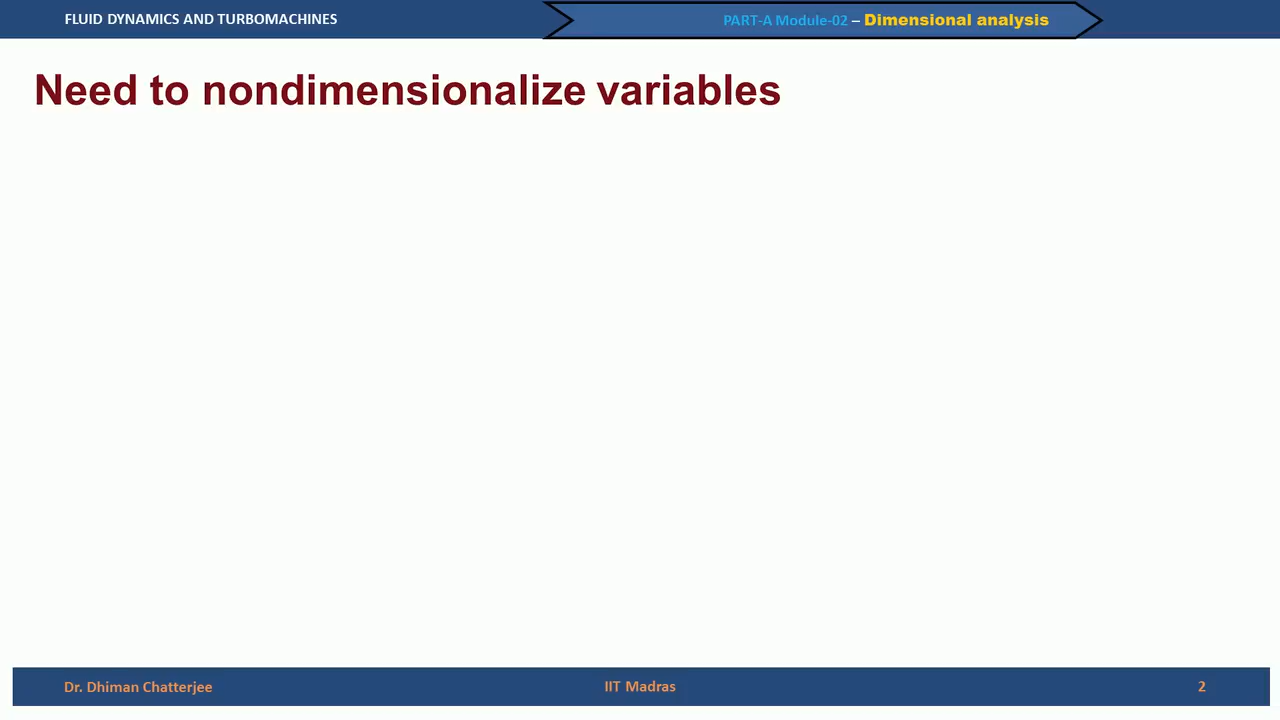 FLUID DYNAMICS AND TURBOMACHINES
PART-A Module-02 – Dimensional analysis
Need to nondimensionalize variables
Dr. Dhiman Chatterjee
IIT Madras
2